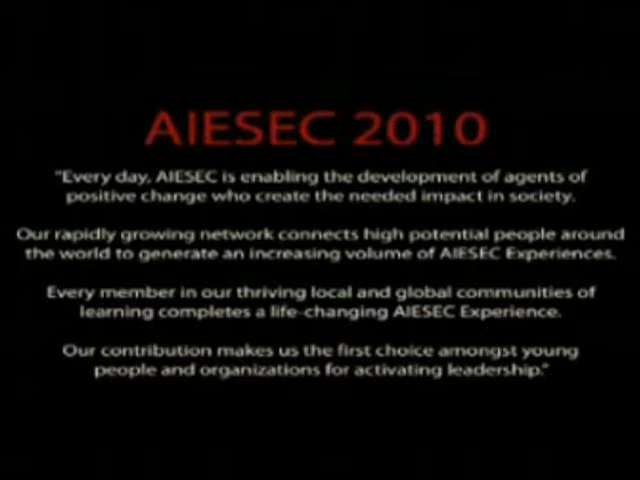 AIESEC 2010
"Every day, AIESEC is enabling the development of agents of
positive change who create the needed impact in society.
Our rapidly growing network connects high potential people around
the world to generate an increasing volume of AIESEC Experiences.
Every member in our thriving local and global communities of
learning completes a life-changing AIESEC Experience.
Our contribution makes us the first choice amongst young
people and organizations for activating leadership."